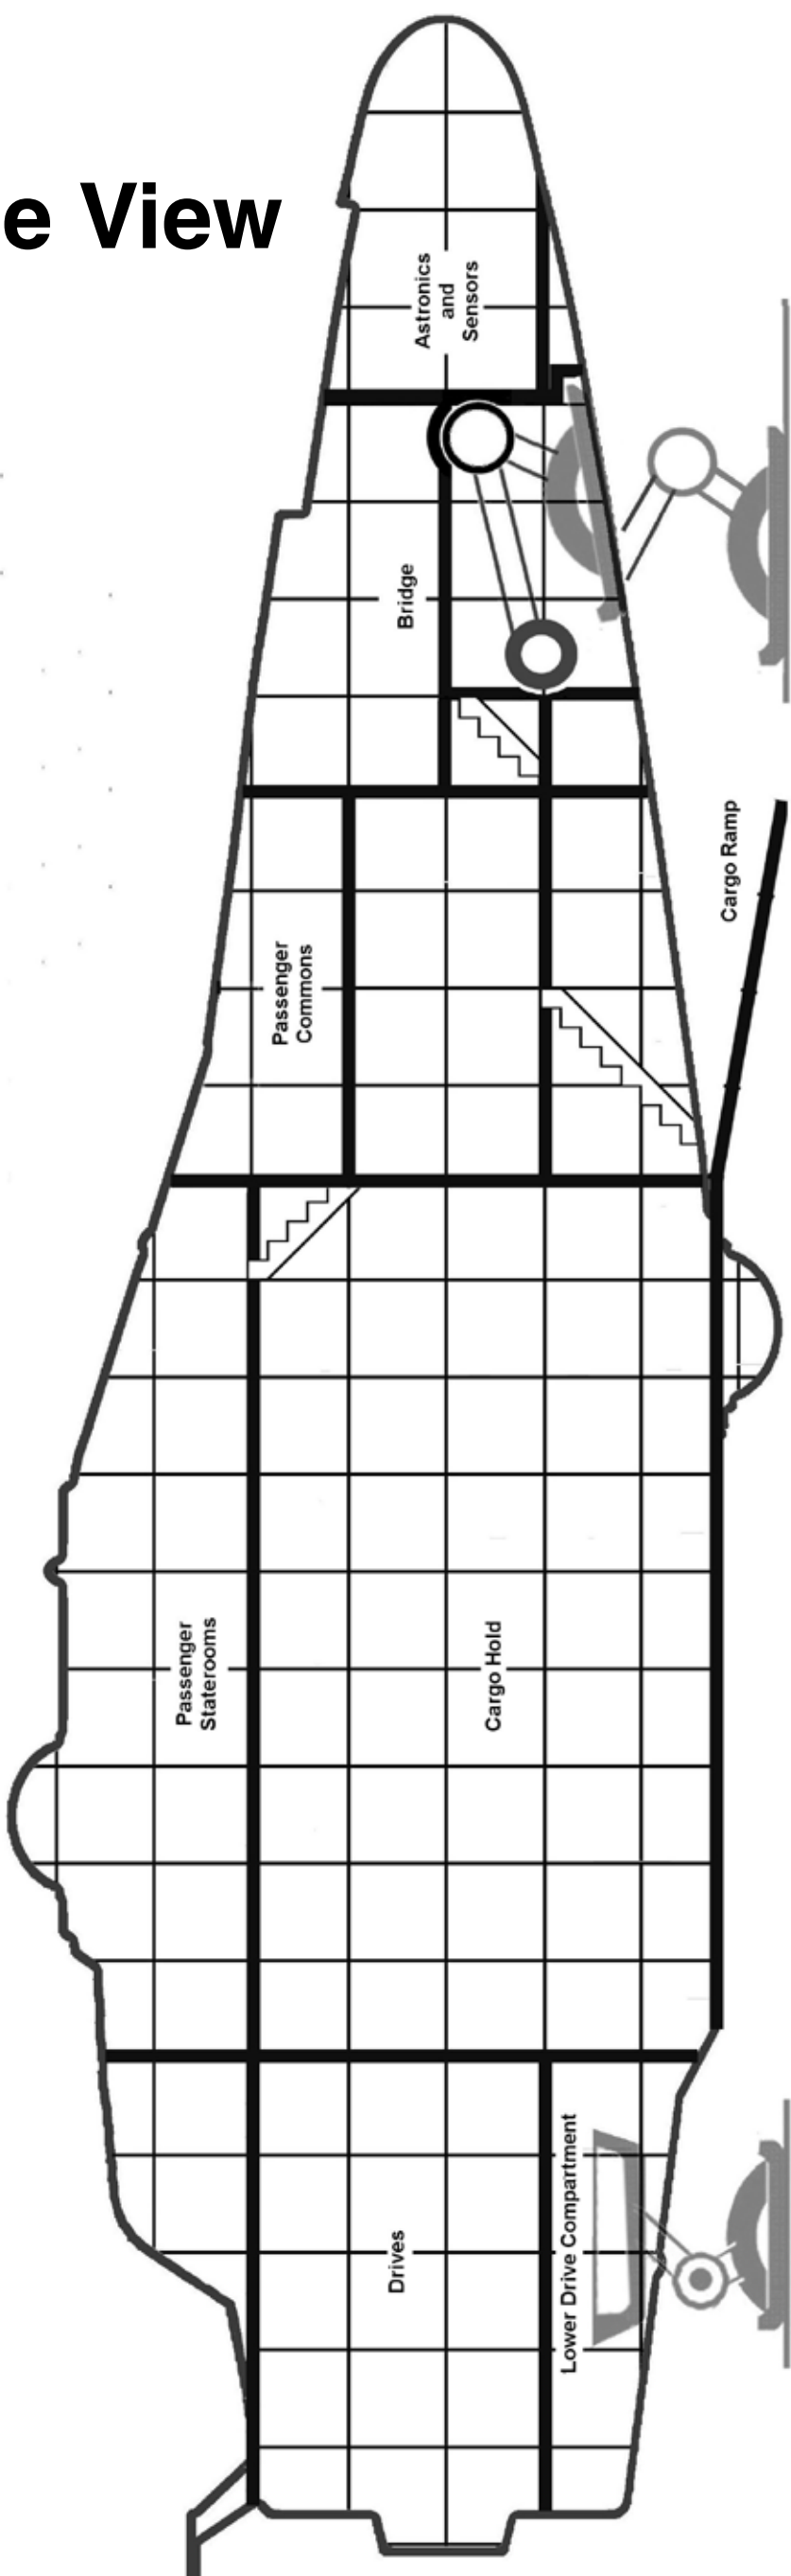 e View
Astronics
and
Sensors
Bridge
Cargo Ramp
Passenger
Commons
Passenger
Staterooms
Cargo Hold
Lower Drive Compartment
Drives